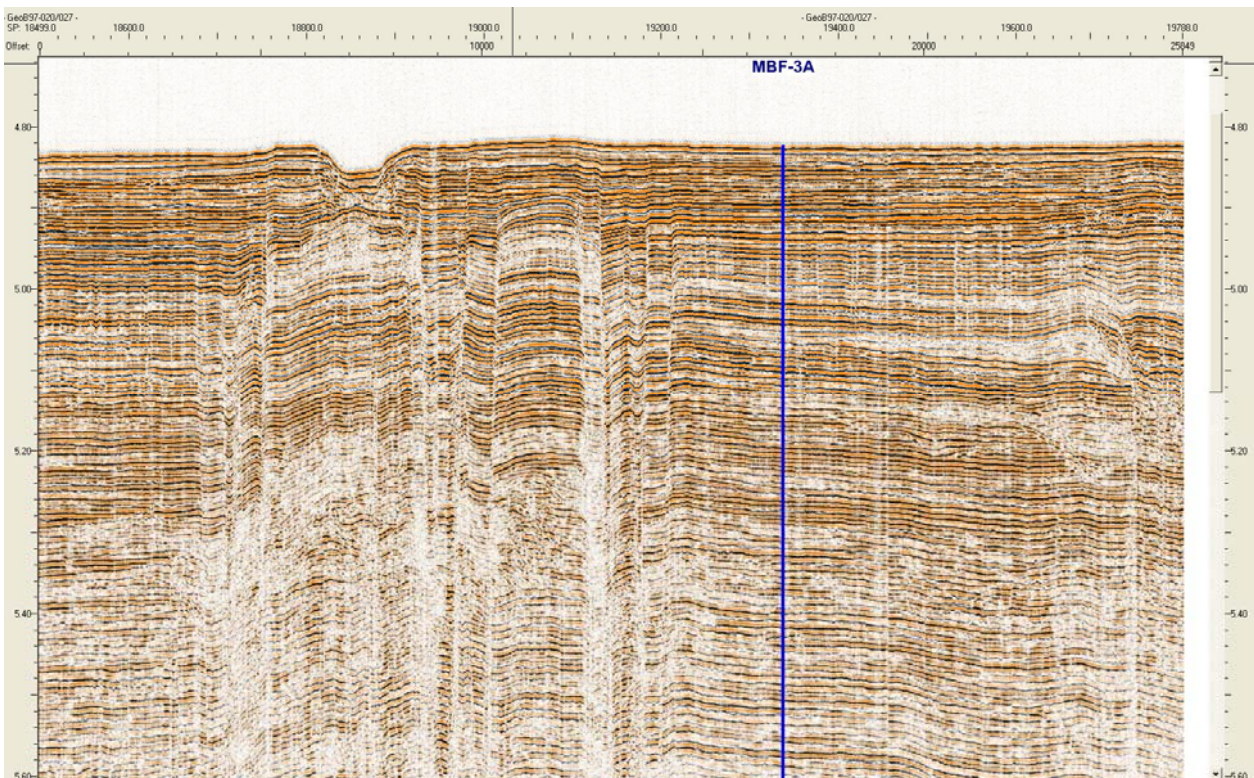 - GeoB97-020/027 -
- GeoB97-020/027 -
SP: 18499.0 18600.0 18800.0 19000.0 19200.0 19400.0 19600.0 19788.0
Offset: 0 10000 20000 25849
MBF-3A
4.80 4.80
5.00 5.00
5.20 5.20
5.40 5.40
5.60 5.60